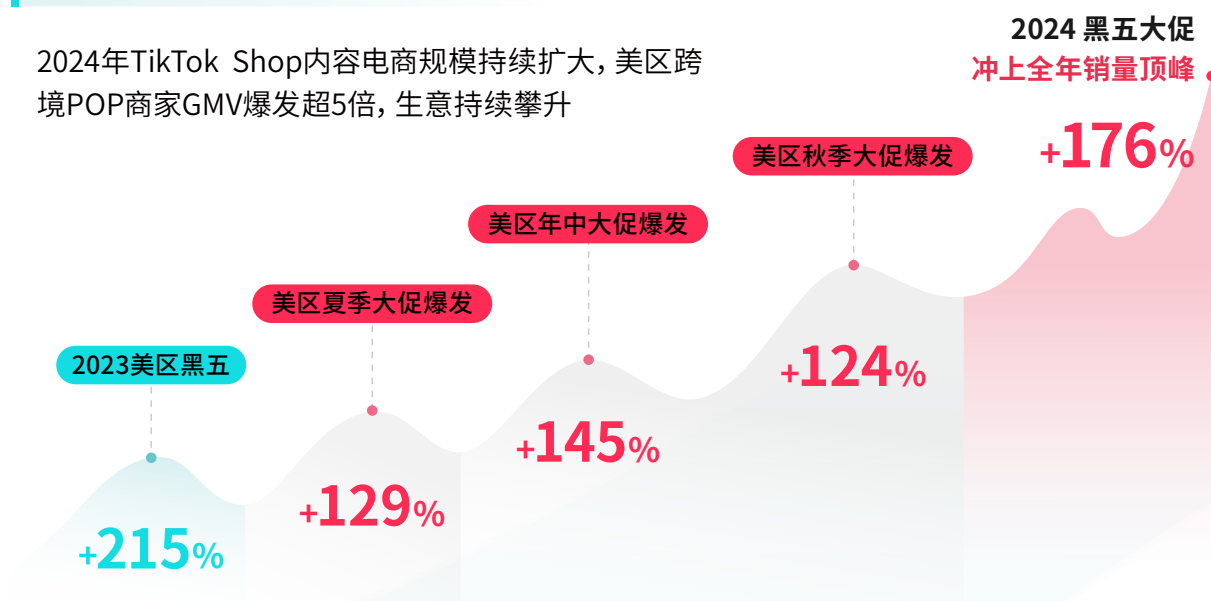 2024年TikTok Shop内容电商规模持续扩大，美区跨
境POP商家GMV爆发超5倍，生意持续攀升
2024 黑五大促
冲上全年销量顶峰
+176%
美区秋季大促爆发
+124%
美区年中大促爆发
+145%
美区夏季大促爆发
+129%
2023美区黑五
+215%